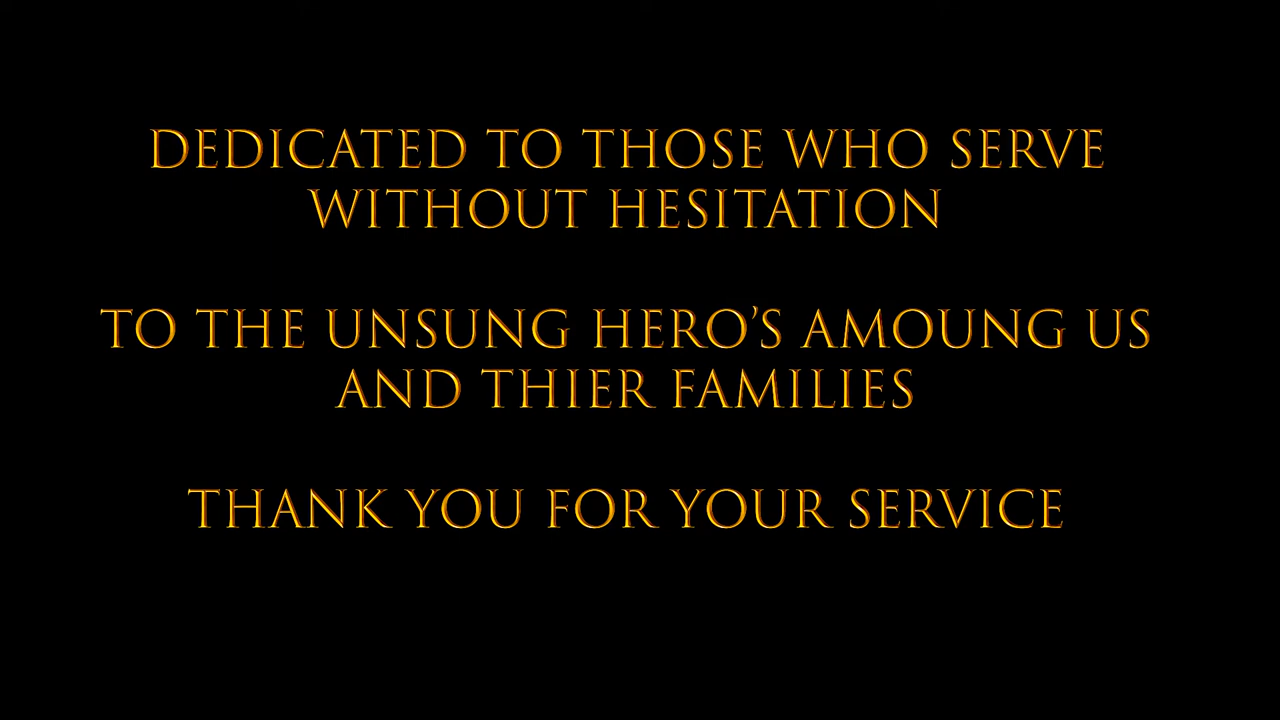 DEDICATED TO THOSE WHO SERVE
WITHOUT HESITATION
TO THE UNSUNG HERO'S AMOUNG US
AND THIER FAMILIES
THANK YOU FOR YOUR SERVICE